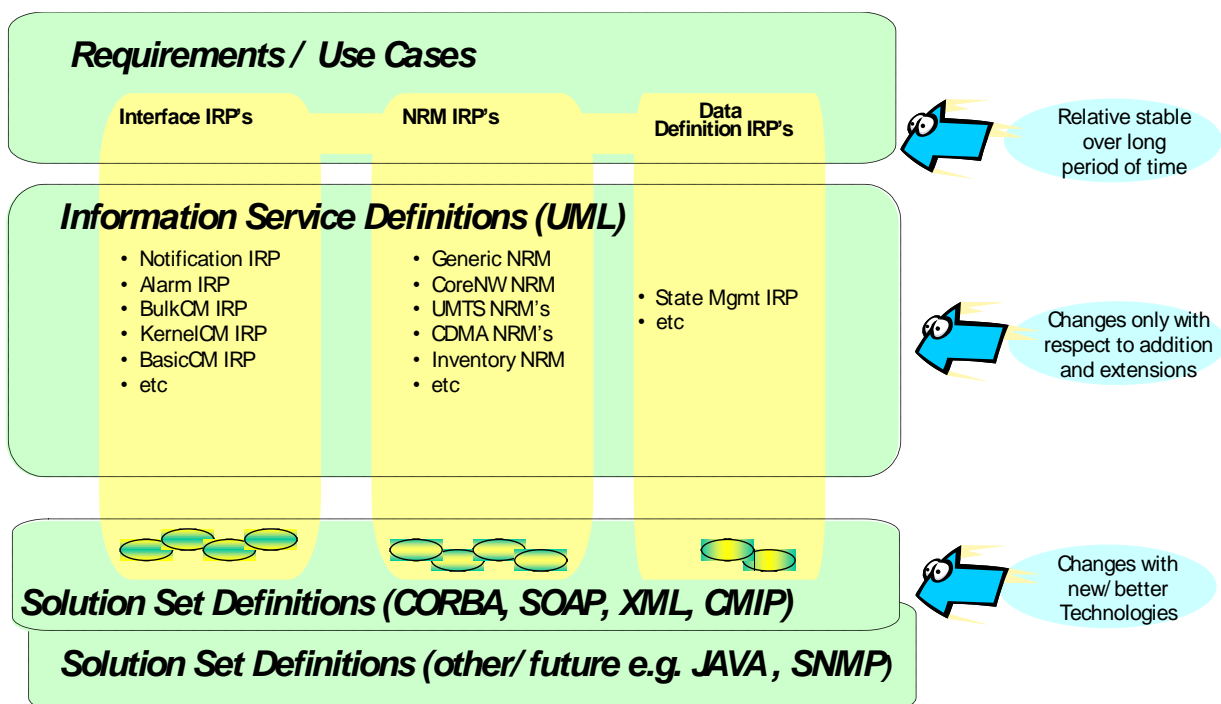 Requirements / Use Cases
Interface IRP's
NRM IRP's
Data
Definition IRP's
Relative stable
over long
period of time
Information Service Definitions (UML)
• Notification IRP
• Alarm IRP
• BulkCM IRP
• KernelCM IRP
• BasicCM IRP
• etc
• Generic NRM
• CoreNW NRM
• UMTS NRM's
• CDMA NRM's
• Inventory NRM
• etc
• State Mgmt IRP
• etc
Changes only with
respect to addition
and extensions
Solution Set Definitions (CORBA, SOAP, XML, CMIP)
Changes with
new/ better
Technologies
Solution Set Definitions (other/ future e.g. JAVA , SNMP)